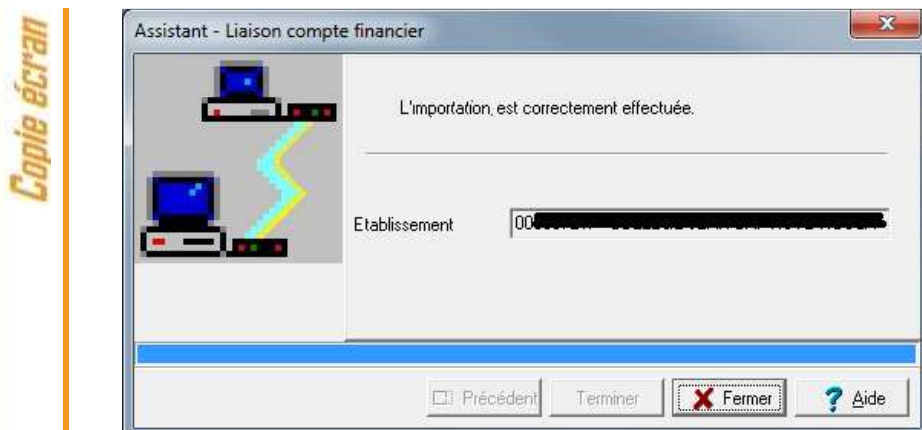 Copie écran
Assistant - Liaison compte financier
L'importation, est correctement effectuée.
Etablissement 00
Précédent Terminer Fermer ? Aide